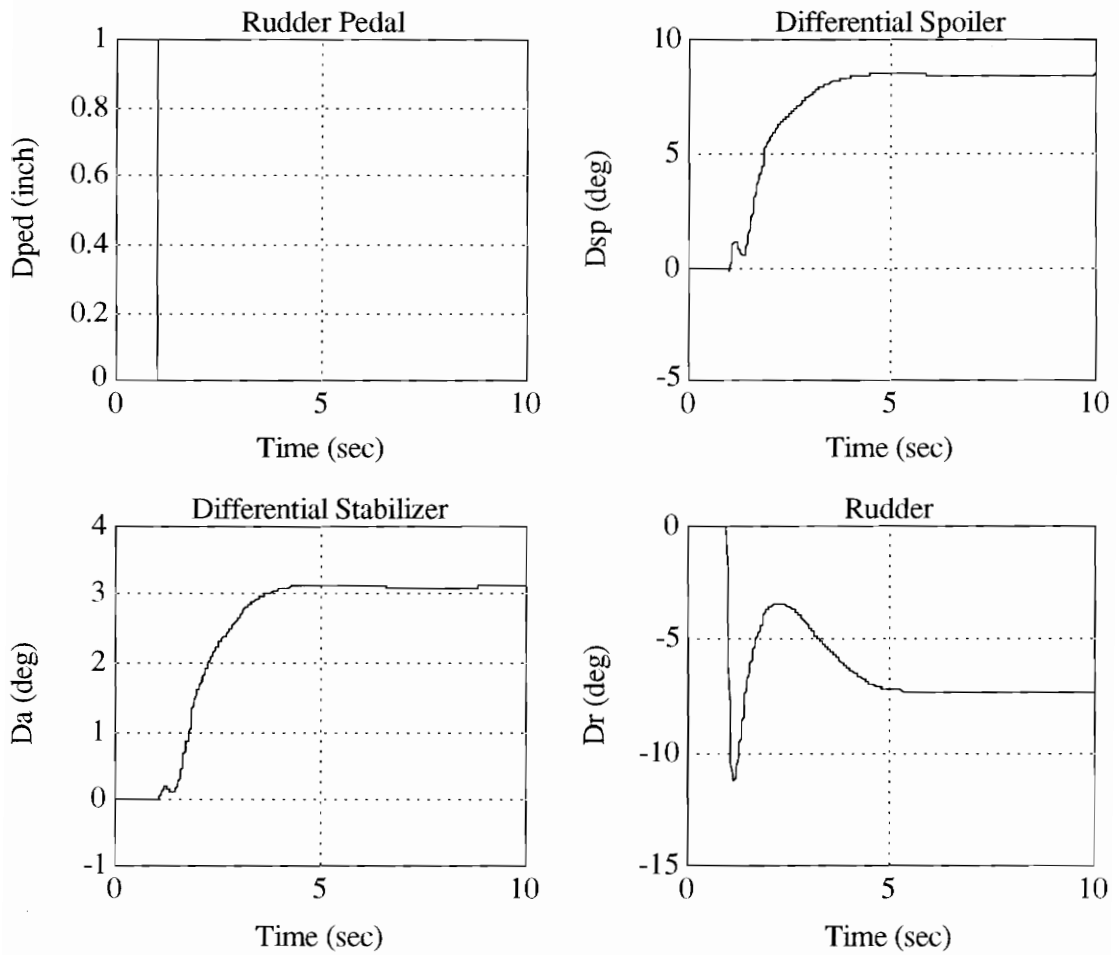 Rudder Pedal
Dped (inch)
1
0.8
0.6
0.4
0.2
0
0
5
10
Time (sec)
Differential Spoiler
Dsp (deg)
10
5
0
-5
0
5
10
Time (sec)
Differential Stabilizer
Da (deg)
4
3
2
1
0
-1
0
5
10
Time (sec)
Rudder
Dr (deg)
0
-5
-10
-15
0
5
10
Time (sec)